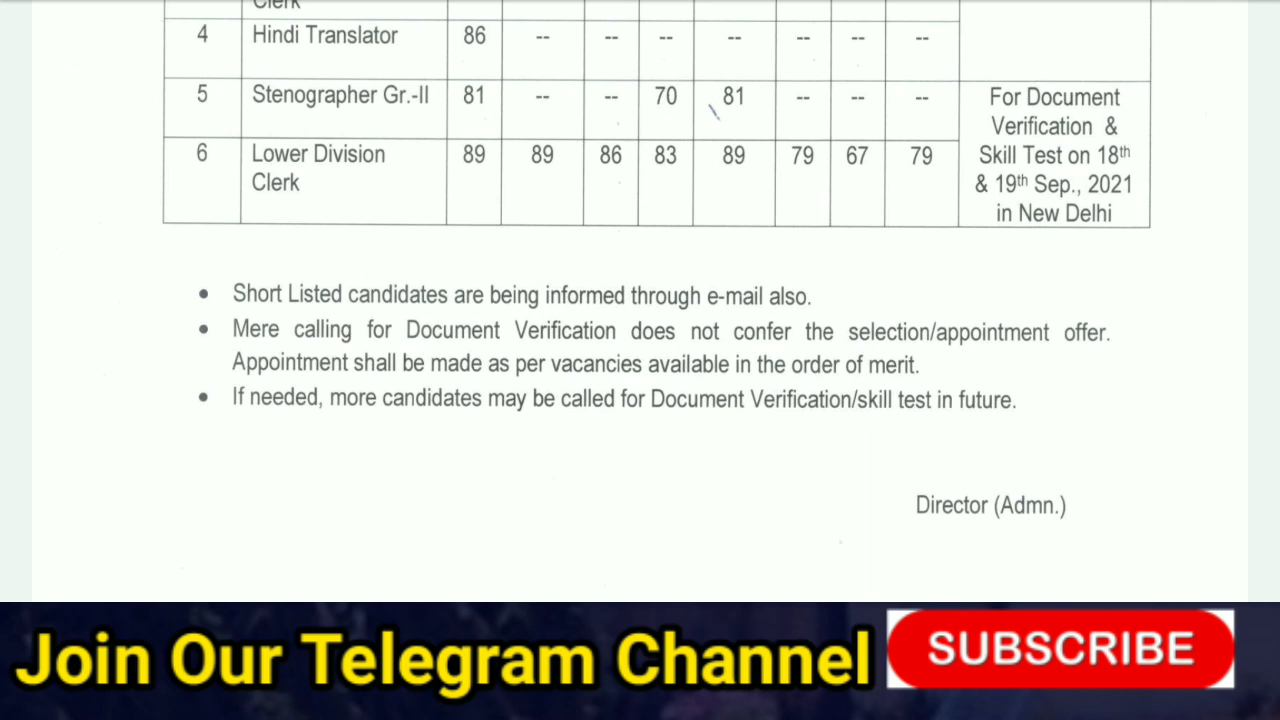 Clerk
4 Hindi Translator 86 -- -- -- -- -- -- --
5 Stenographer Gr.-II 81 -- -- 70 81 -- -- -- For Document
Verification &
6 Lower Division 89 89 86 83 89 79 67 79 Skill Test on 18th
Clerk & 19th Sep., 2021
in New Delhi
• Short Listed candidates are being informed through e-mail also.
• Mere calling for Document Verification does not confer the selection/appointment offer.
Appointment shall be made as per vacancies available in the order of merit.
• If needed, more candidates may be called for Document Verification/skill test in future.
Director (Admn.)
Join Our Telegram Channel SUBSCRIBE